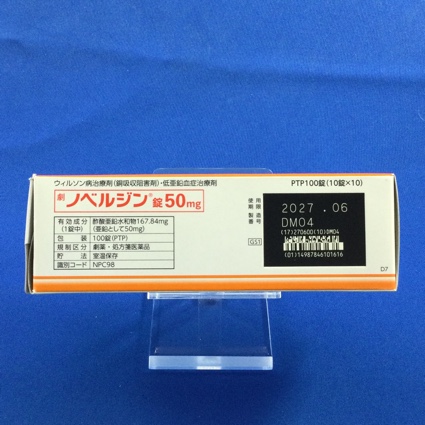 ウィルソン病治療剤(銅吸収阻害剤)・低亜鉛血症治療剤
PTP100錠(10錠×10)
劇 ノベルジン®錠50mg
有効成分(1錠中) 酢酸亜鉛水和物167.84mg(亜鉛として50mg)
包装 100錠(PTP)
規制区分 劇薬・処方箋医薬品
貯法 室温保存
識別コード NPC98
使用期限 2027.06
製造番号 DM04
(17)270600(10)DM04
GS1
(01)14987846101616
D7